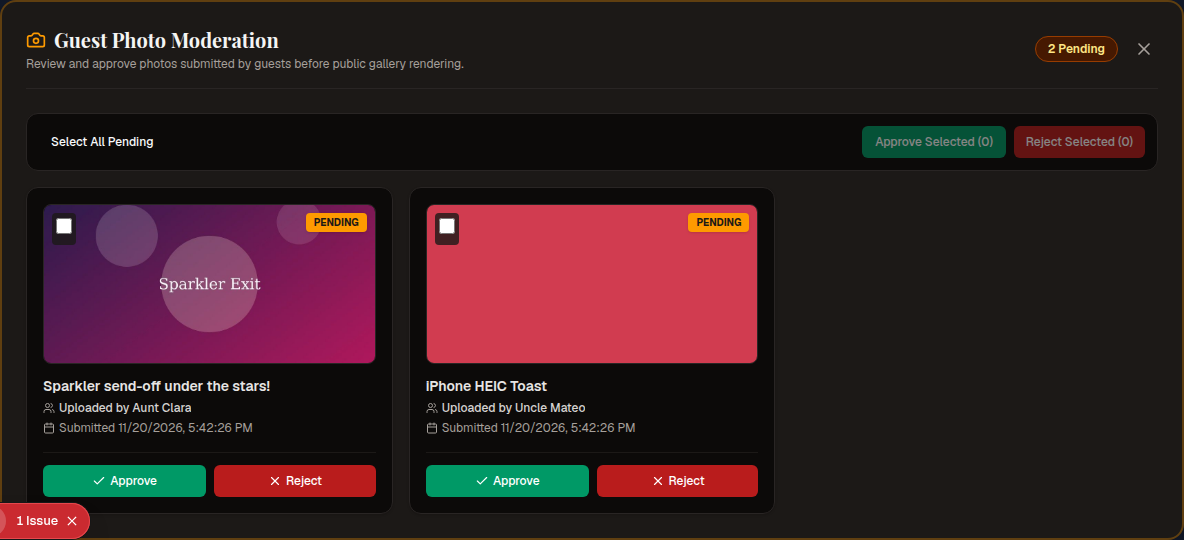 Guest Photo Moderation
Review and approve photos submitted by guests before public gallery rendering.
2 Pending
Select All Pending
Approve Selected (0)
Reject Selected (0)
PENDING
Sparkler Exit
Sparkler send-off under the stars!
Uploaded by Aunt Clara
Submitted 11/20/2026, 5:42:26 PM
Approve
Reject
PENDING
iPhone HEIC Toast
Uploaded by Uncle Mateo
Submitted 11/20/2026, 5:42:26 PM
Approve
Reject
1 Issue